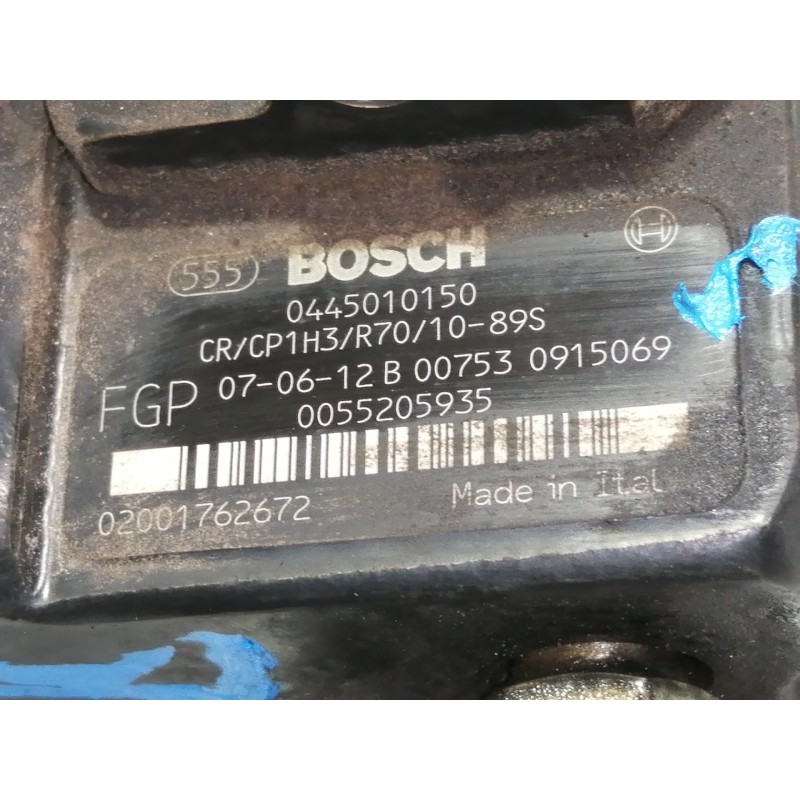 555 BOSCH
0445010150
CR/CP1H3/R70/10-89S
FGP 07-06-12 B 00753 0915069
0055205935
02001762672 Made in Ital